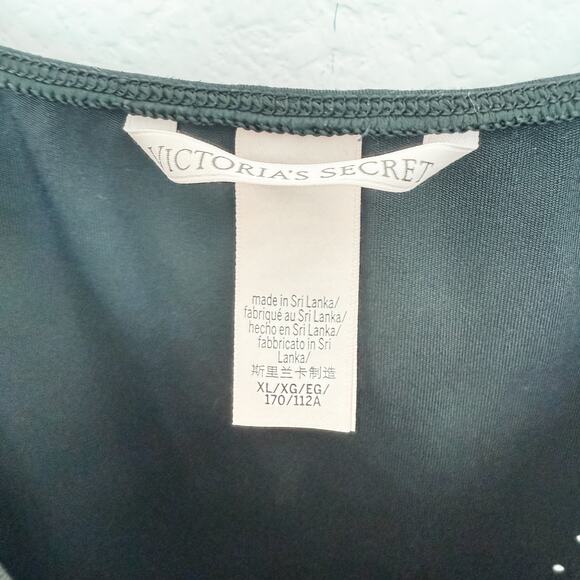 VICTORIA'S SECRET
made in Sri Lanka/
fabriqué au Sri Lanka/
hecho en Sri Lanka/
fabbricato in Sri
Lanka/
斯里兰卡制造
XL/XG/EG/
170/112A